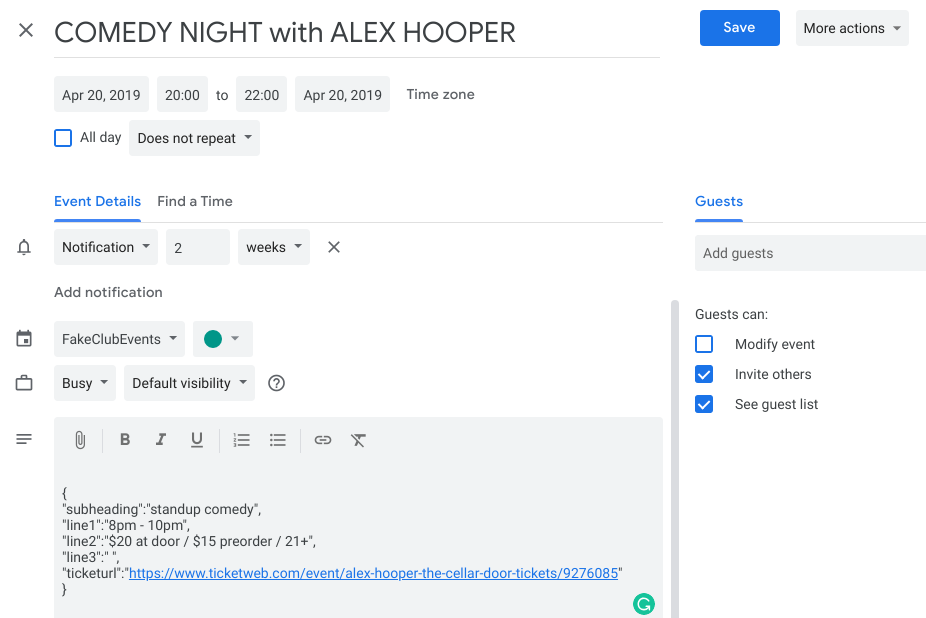 COMEDY NIGHT with ALEX HOOPER
Save
More actions
Apr 20, 2019 20:00 to 22:00 Apr 20, 2019 Time zone
All day Does not repeat
Event Details Find a Time
Notification 2 weeks
Add notification
FakeClubEvents
Busy Default visibility
B I U
{
"subheading":"standup comedy",
"line1":"8pm - 10pm",
"line2":"$20 at door / $15 preorder / 21+",
"line3":" ",
"ticketurl":"https://www.ticketweb.com/event/alex-hooper-the-cellar-door-tickets/9276085"
}
Guests
Add guests
Guests can:
Modify event
Invite others
See guest list